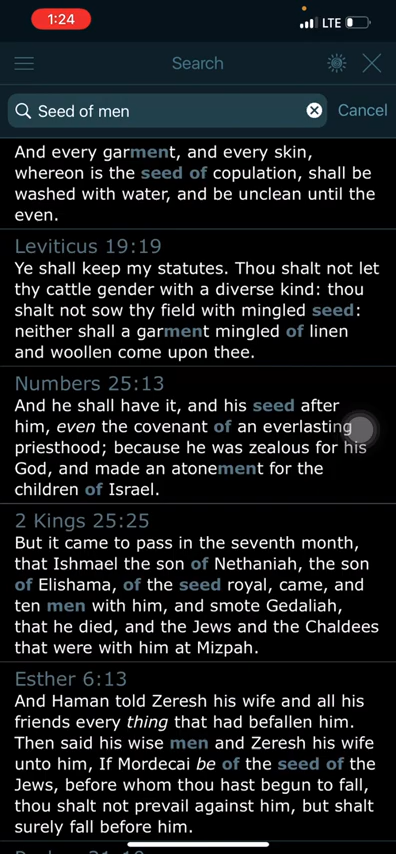 1:24
LTE
Search
Seed of men
Cancel
And every garment, and every skin,
whereon is the seed of copulation, shall be
washed with water, and be unclean until the
even.
Leviticus 19:19
Ye shall keep my statutes. Thou shalt not let
thy cattle gender with a diverse kind: thou
shalt not sow thy field with mingled seed:
neither shall a garment mingled of linen
and woollen come upon thee.
Numbers 25:13
And he shall have it, and his seed after
him, even the covenant of an everlasting
priesthood; because he was zealous for his
God, and made an atonement for the
children of Israel.
2 Kings 25:25
But it came to pass in the seventh month,
that Ishmael the son of Nethaniah, the son
of Elishama, of the seed royal, came, and
ten men with him, and smote Gedaliah,
that he died, and the Jews and the Chaldees
that were with him at Mizpah.
Esther 6:13
And Haman told Zeresh his wife and all his
friends every thing that had befallen him.
Then said his wise men and Zeresh his wife
unto him, If Mordecai be of the seed of the
Jews, before whom thou hast begun to fall,
thou shalt not prevail against him, but shalt
surely fall before him.